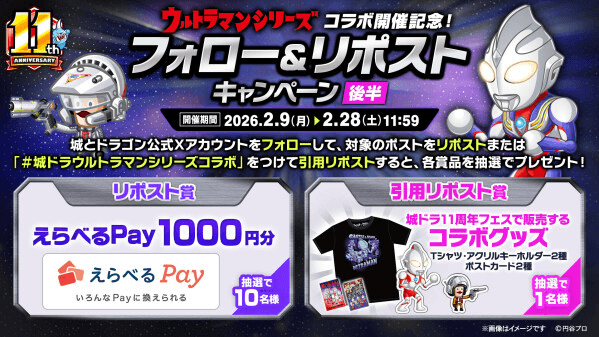 11th
ANNIVERSARY
ウルトラマンシリーズ コラボ開催記念!
フォロー&リポスト
キャンペーン 後半
開催期間 2026.2.9(月)▶2.28(土)11:59
城とドラゴン公式Xアカウントをフォローして、対象のポストをリポストまたは
「#城ドラウルトラマンシリーズコラボ」をつけて引用リポストすると、各賞品を抽選でプレゼント!
リポスト賞
えらべるPay 1000円分
えらべる Pay
いろんなPayに換えられる
抽選で
10名様
引用リポスト賞
城ドラ11周年フェスで販売する
コラボグッズ
Tシャツ・アクリルキーホルダー2種
ポストカード2種
ULTRAMAN
抽選で
1名様
※画像はイメージです ©円谷プロ